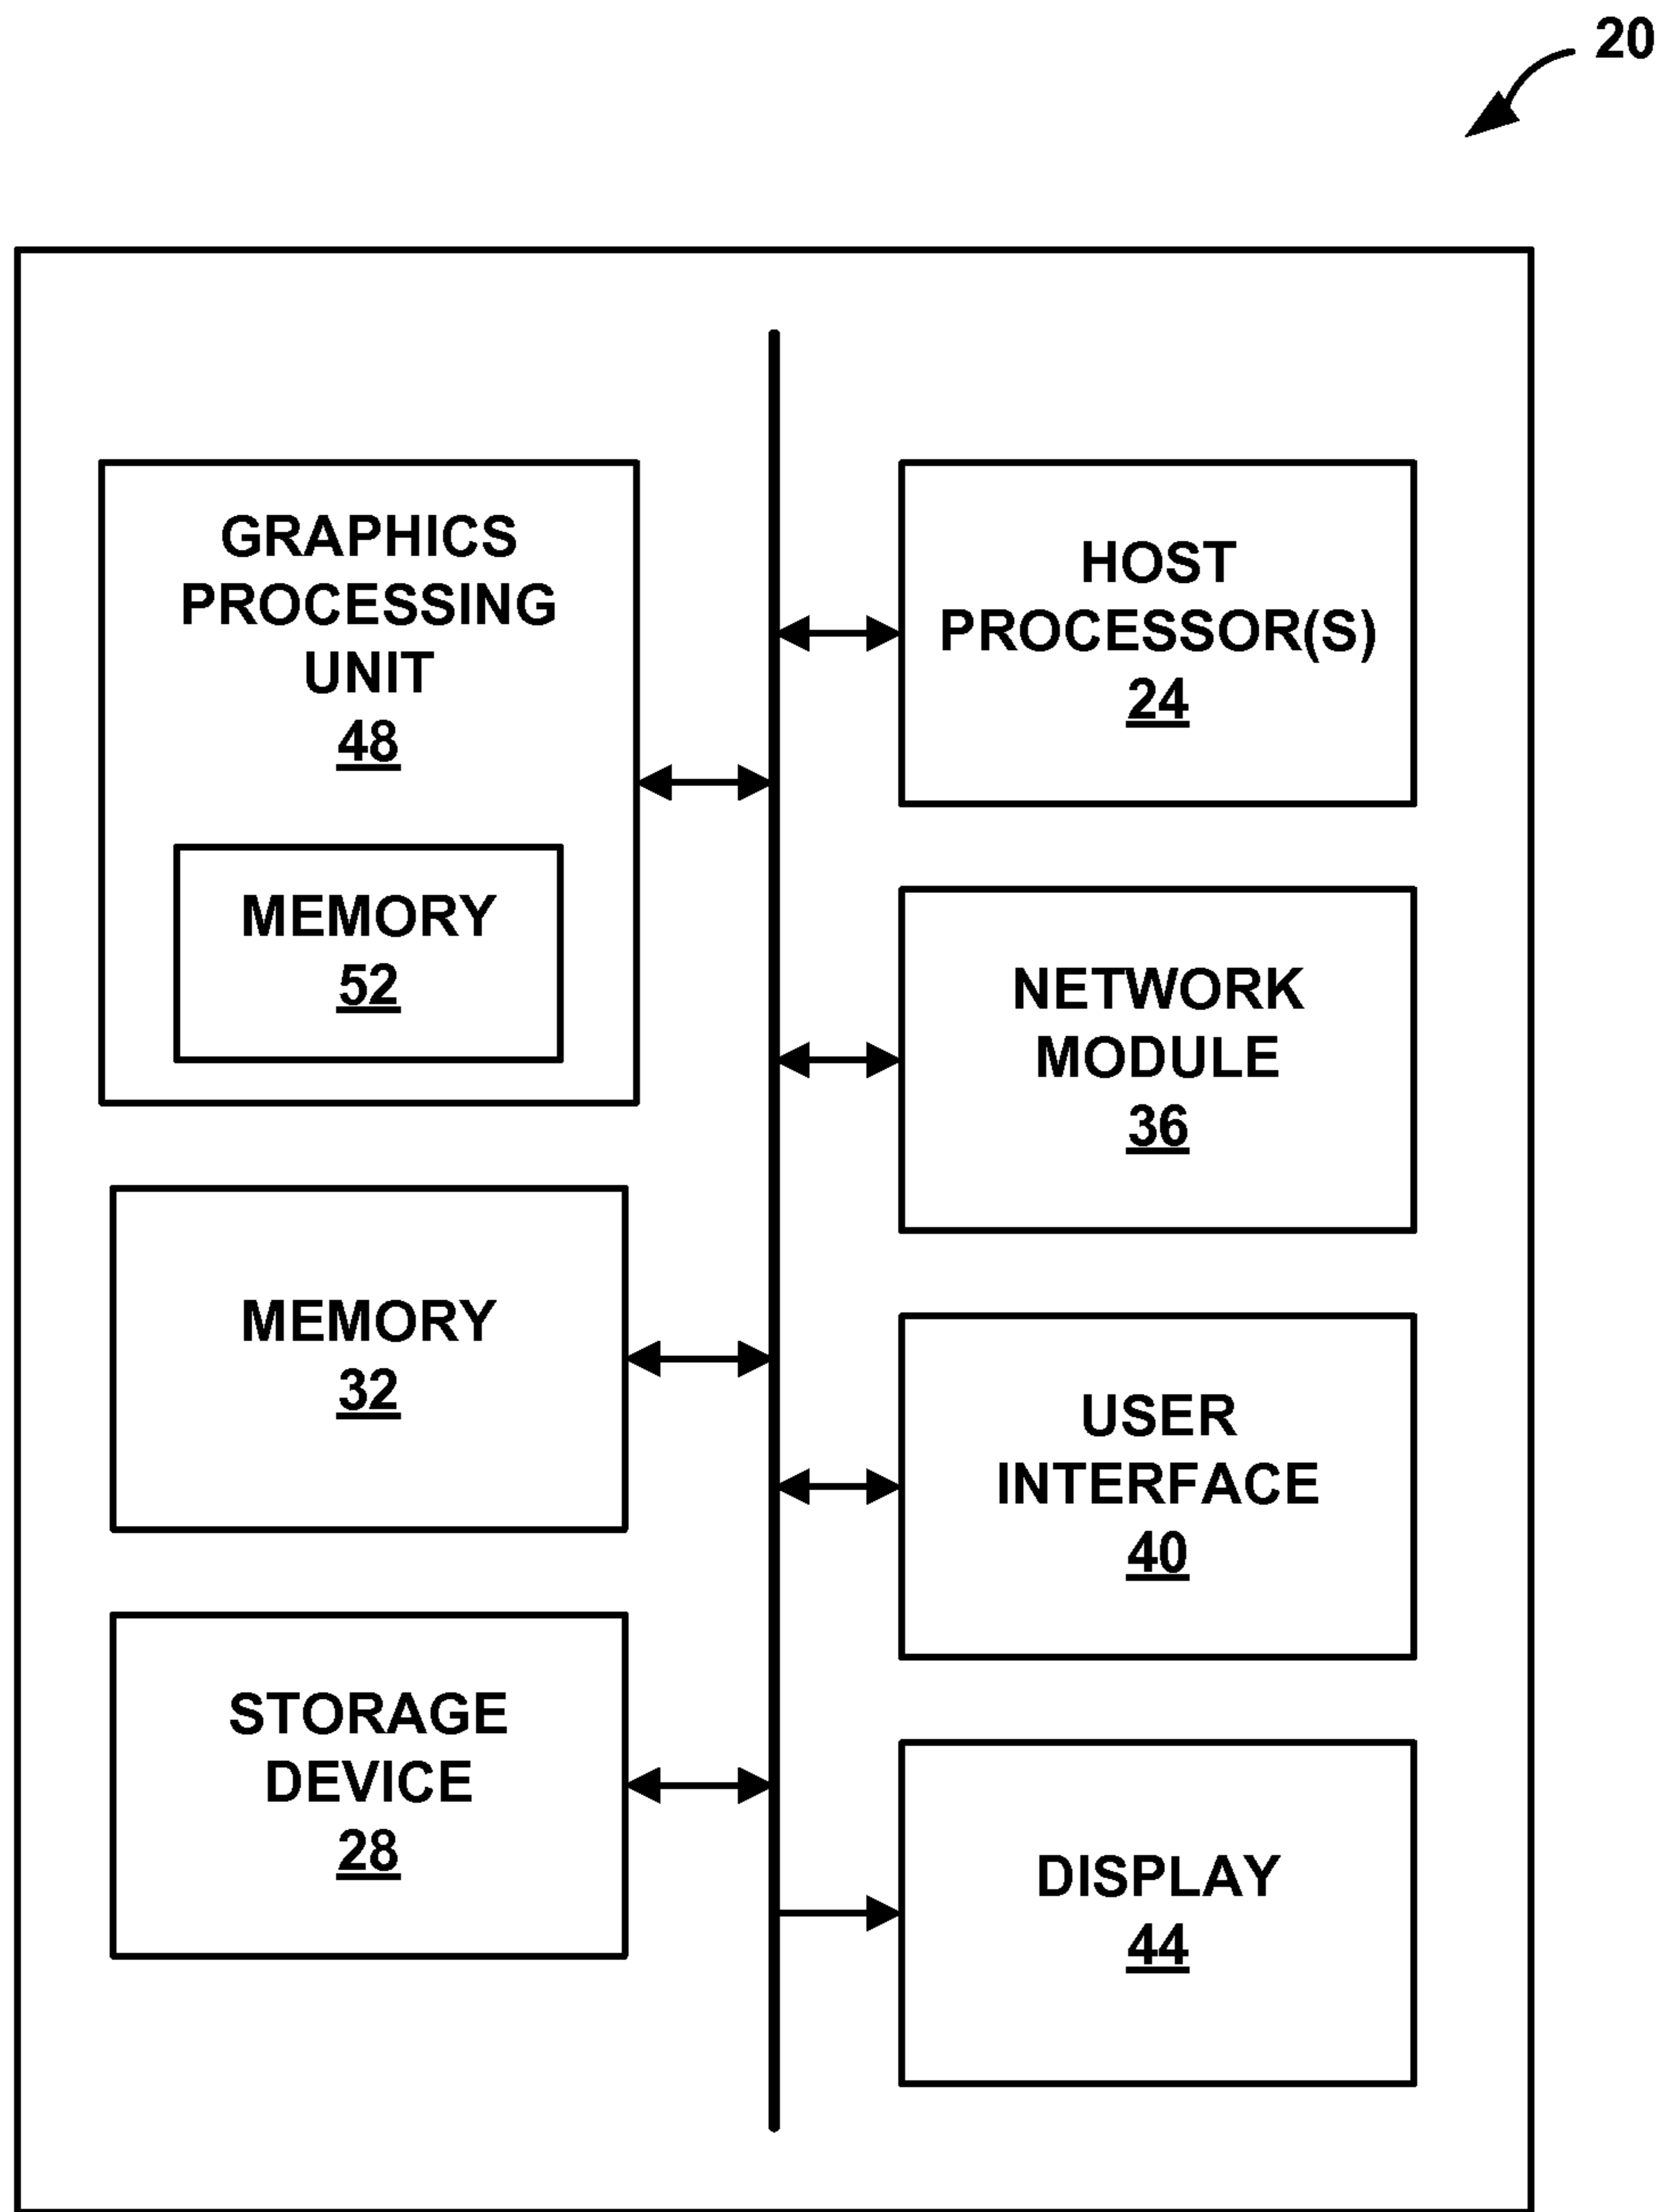 20
GRAPHICS
PROCESSING
UNIT
48
MEMORY
52
MEMORY
32
STORAGE
DEVICE
28
HOST
PROCESSOR(S)
24
NETWORK
MODULE
36
USER
INTERFACE
40
DISPLAY
44